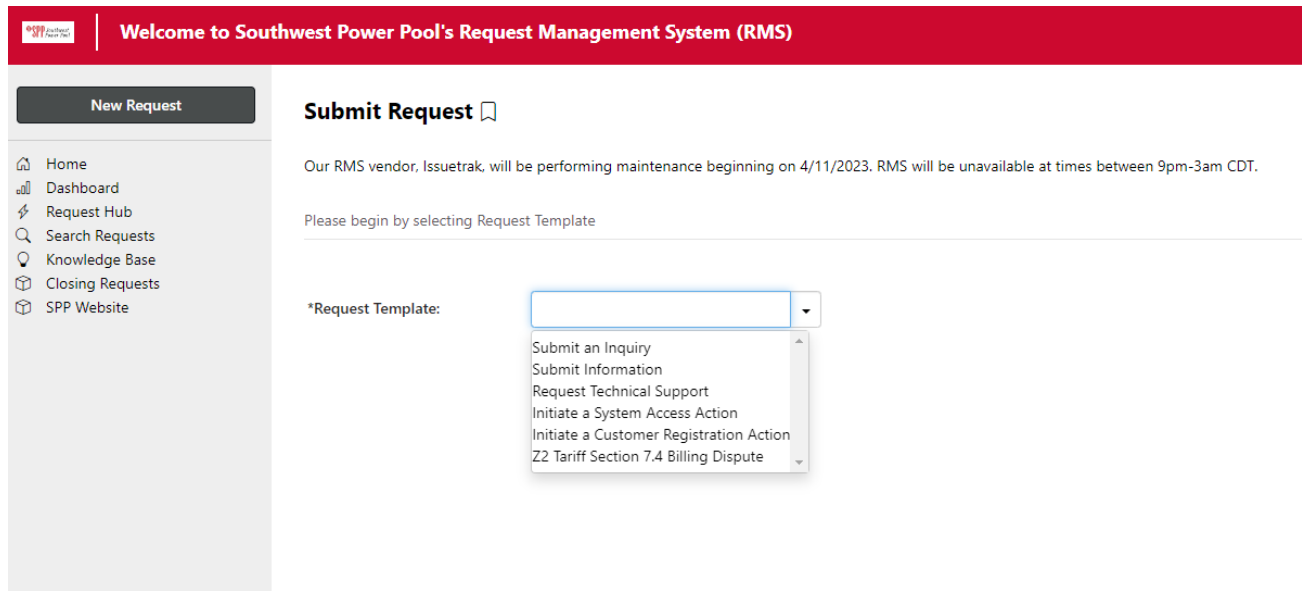 SPP Southwest
Power Pool
Welcome to Southwest Power Pool's Request Management System (RMS)
New Request
Home
Dashboard
Request Hub
Search Requests
Knowledge Base
Closing Requests
SPP Website
Submit Request
Our RMS vendor, Issuetrak, will be performing maintenance beginning on 4/11/2023. RMS will be unavailable at times between 9pm-3am CDT.
Please begin by selecting Request Template
*Request Template:
Submit an Inquiry
Submit Information
Request Technical Support
Initiate a System Access Action
Initiate a Customer Registration Action
Z2 Tariff Section 7.4 Billing Dispute